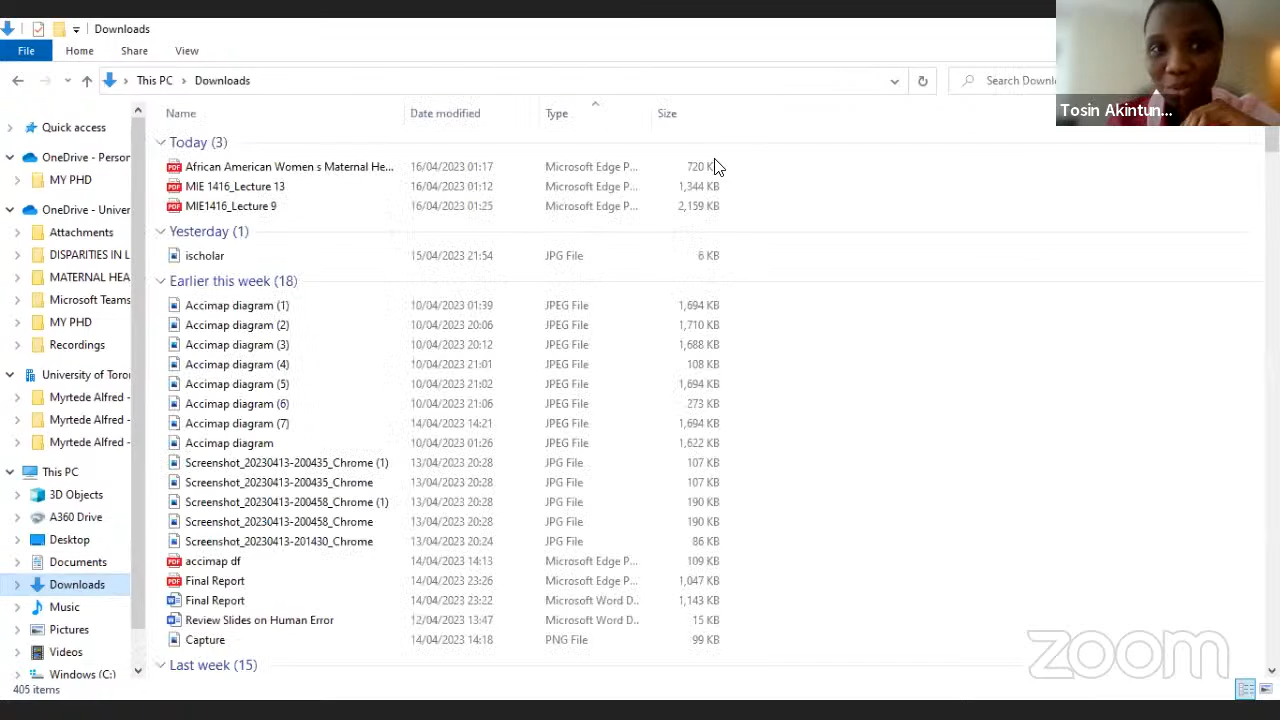 Downloads
File Home Share View
This PC Downloads Search Downl
Tosin Akintun...
Name Date modified Type Size
Quick access
OneDrive - Person
MY PHD
OneDrive - Univer
Attachments
DISPARITIES IN L
MATERNAL HEA
Microsoft Teams
MY PHD
Recordings
University of Toro
Myrtede Alfred -
Myrtede Alfred -
Myrtede Alfred -
This PC
3D Objects
A360 Drive
Desktop
Documents
Downloads
Music
Pictures
Videos
Windows (C:)
Today (3)
African American Women s Maternal He... 16/04/2023 01:17 Microsoft Edge P... 720 K
MIE 1416_Lecture 13 16/04/2023 01:12 Microsoft Edge P... 1,344 KB
MIE1416_Lecture 9 16/04/2023 01:25 Microsoft Edge P... 2,159 KB
Yesterday (1)
ischolar 15/04/2023 21:54 JPG File 6 KB
Earlier this week (18)
Accimap diagram (1) 10/04/2023 01:39 JPEG File 1,694 KB
Accimap diagram (2) 10/04/2023 20:06 JPEG File 1,710 KB
Accimap diagram (3) 10/04/2023 20:12 JPEG File 1,688 KB
Accimap diagram (4) 10/04/2023 21:01 JPEG File 108 KB
Accimap diagram (5) 10/04/2023 21:02 JPEG File 1,694 KB
Accimap diagram (6) 10/04/2023 21:06 JPEG File 273 KB
Accimap diagram (7) 14/04/2023 14:21 JPEG File 1,694 KB
Accimap diagram 10/04/2023 01:26 JPEG File 1,622 KB
Screenshot_20230413-200435_Chrome (1) 13/04/2023 20:28 JPG File 107 KB
Screenshot_20230413-200435_Chrome 13/04/2023 20:28 JPG File 107 KB
Screenshot_20230413-200458_Chrome (1) 13/04/2023 20:28 JPG File 190 KB
Screenshot_20230413-200458_Chrome 13/04/2023 20:28 JPG File 190 KB
Screenshot_20230413-201430_Chrome 13/04/2023 20:24 JPG File 86 KB
accimap df 14/04/2023 14:13 Microsoft Edge P... 109 KB
Final Report 14/04/2023 23:26 Microsoft Edge P... 1,047 KB
Final Report 14/04/2023 23:22 Microsoft Word D... 1,143 KB
Review Slides on Human Error 12/04/2023 13:47 Microsoft Word D... 15 KB
Capture 14/04/2023 14:18 PNG File 99 KB
Last week (15)
405 items
zoom